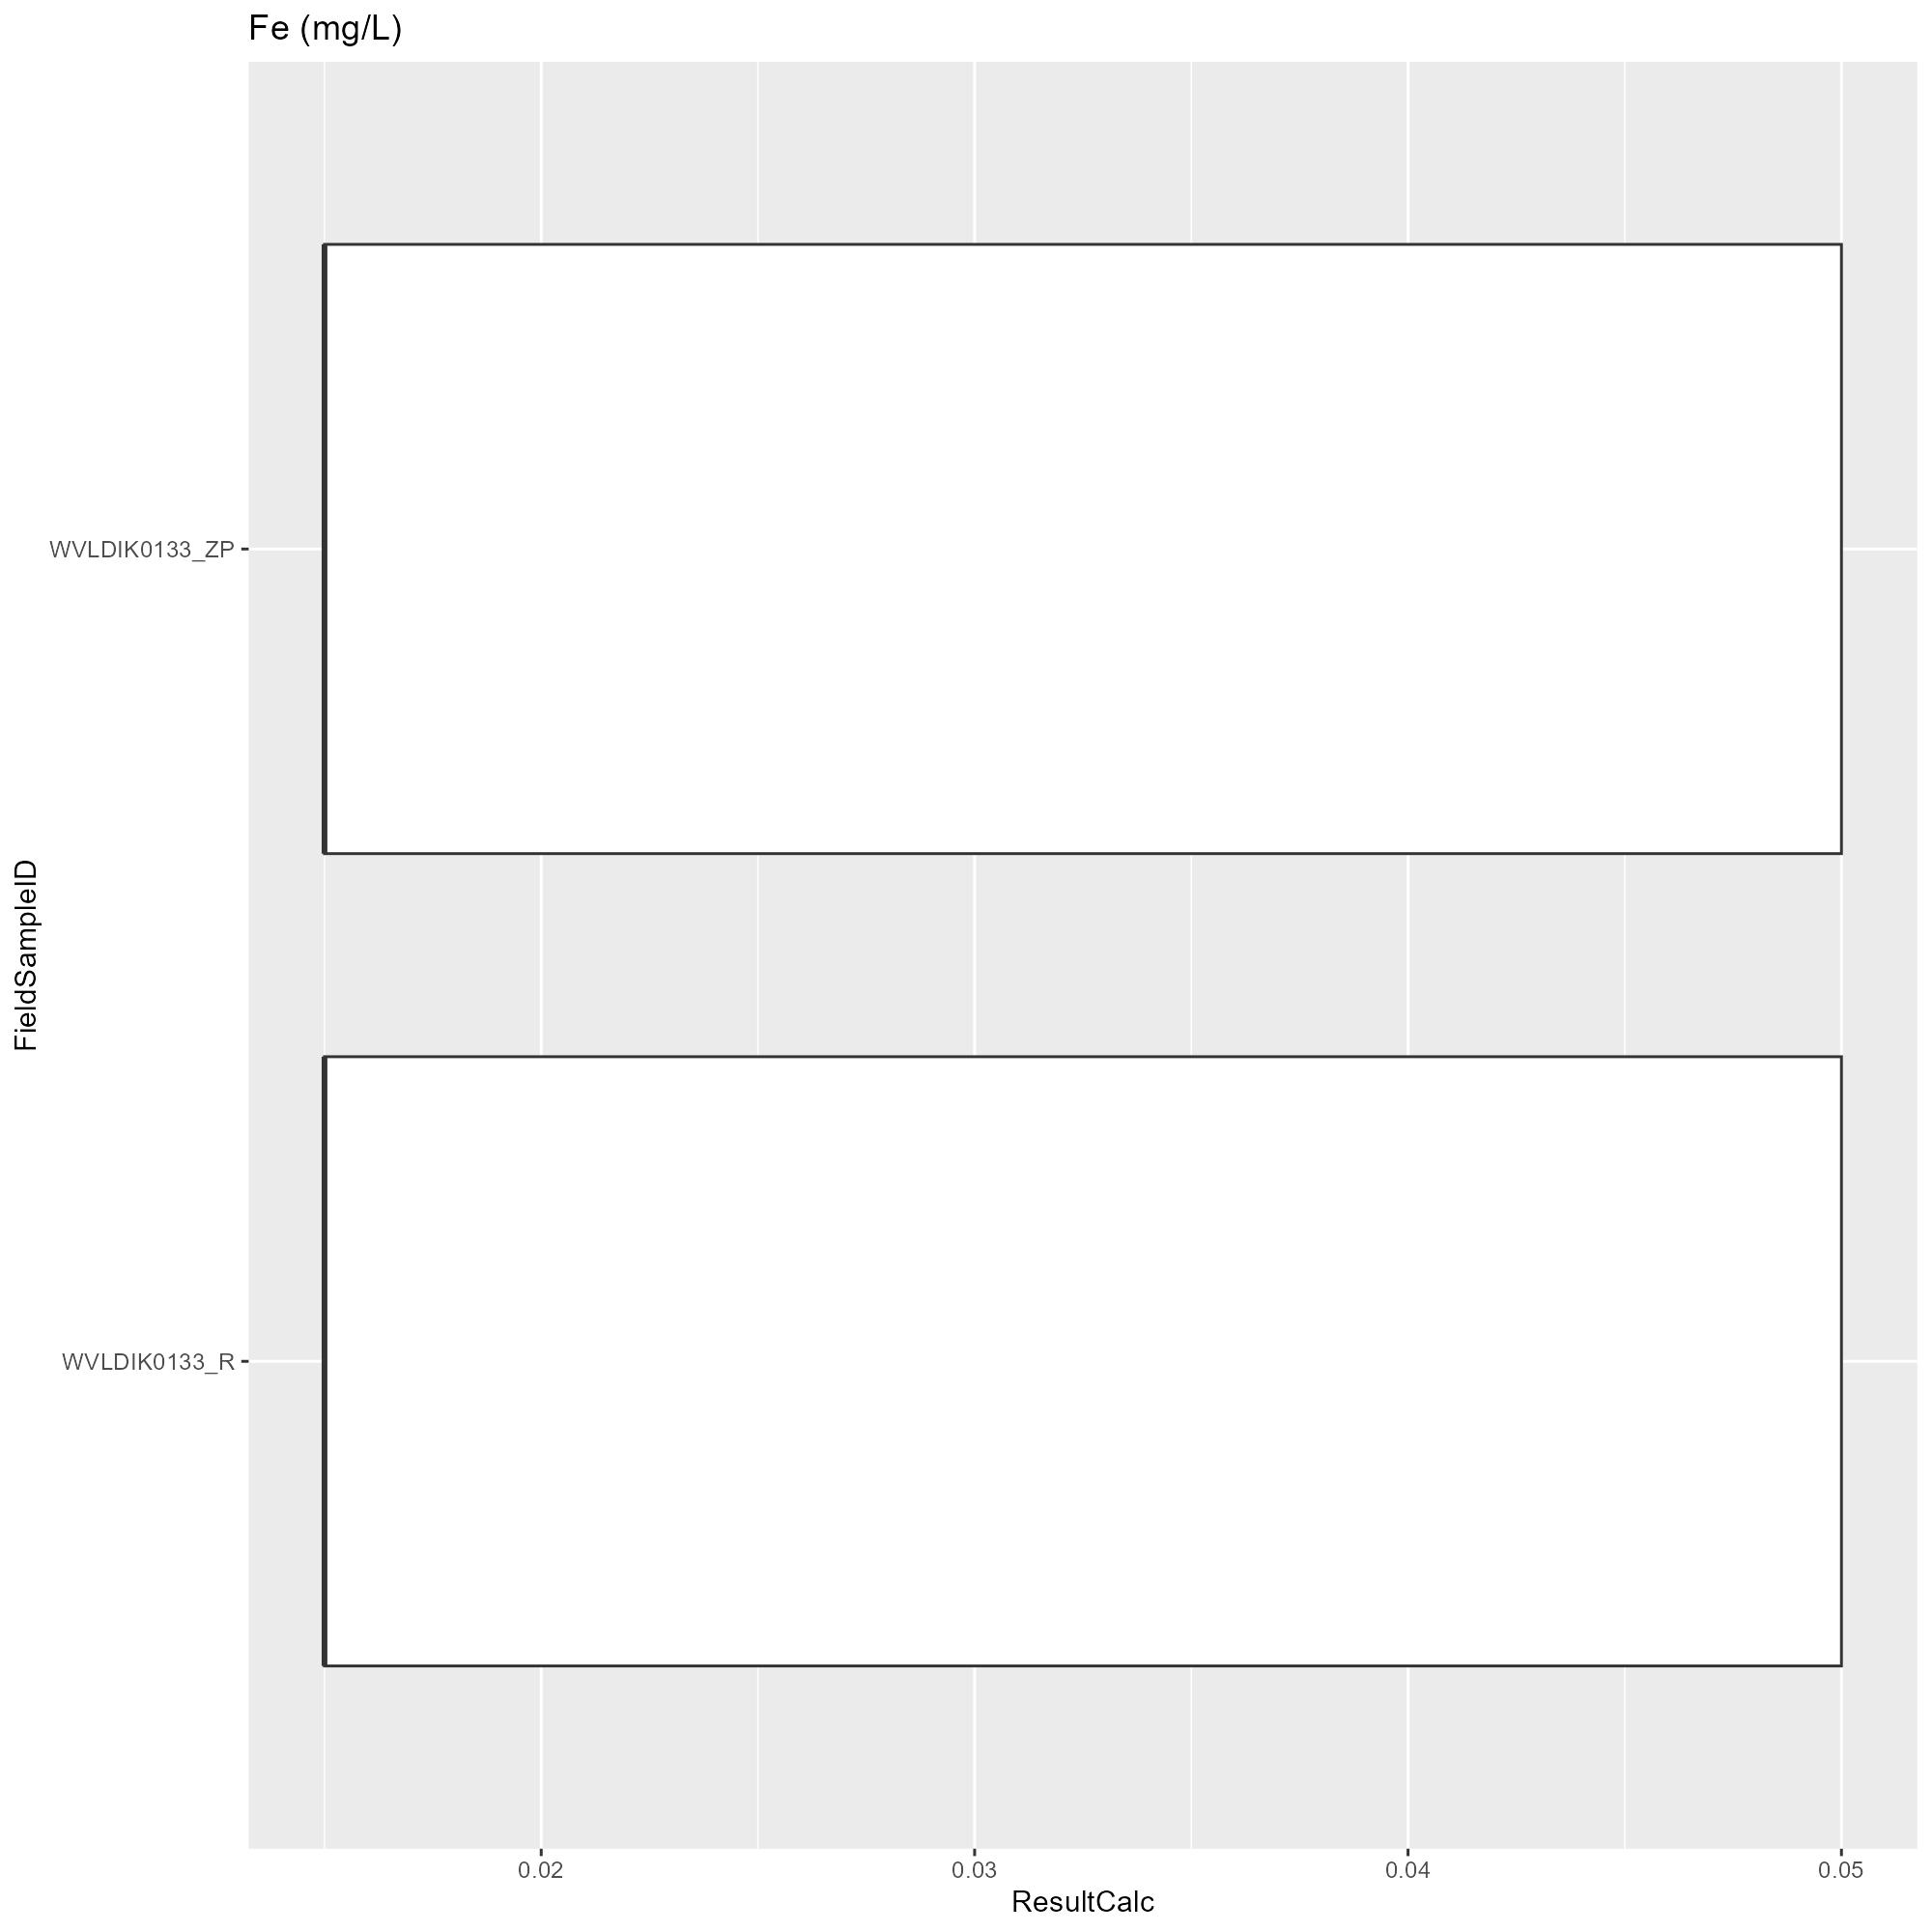 Fe (mg/L)
WVLDIK0133_ZP
FieldSampleID
WVLDIK0133_R
0.02
0.03
0.04
0.05
ResultCalc